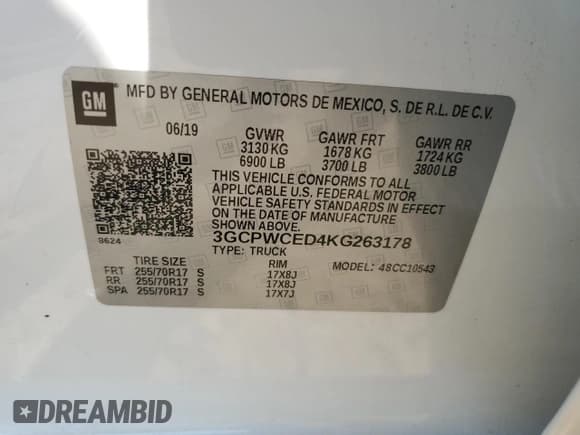 GM
MFD BY GENERAL MOTORS DE MEXICO, S. DE R.L. DE C.V.
06/19 GVWR GAWR FRT GAWR RR
3130 KG 1678 KG 1724 KG
6900 LB 3700 LB 3800 LB
THIS VEHICLE CONFORMS TO ALL
APPLICABLE U.S. FEDERAL MOTOR
VEHICLE SAFETY STANDARDS IN EFFECT
ON THE DATE OF MANUFACTURE
SHOWN ABOVE.
8624 3GCPWCED4KG263178
TYPE: TRUCK
TIRE SIZE RIM MODEL: 48CC10543
FRT 255/70R17 S 17X8J
RR 255/70R17 S 17X8J
SPA 255/70R17 S 17X7J
DREAMBID